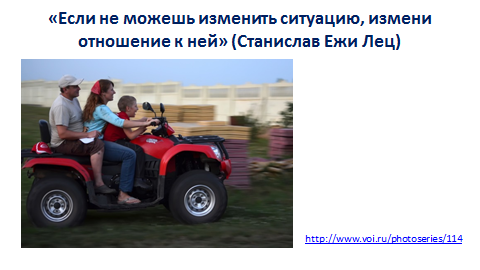 «Если не можешь изменить ситуацию, измени
отношение к ней» (Станислав Ежи Лец)
http://www.voi.ru/photoseries/114